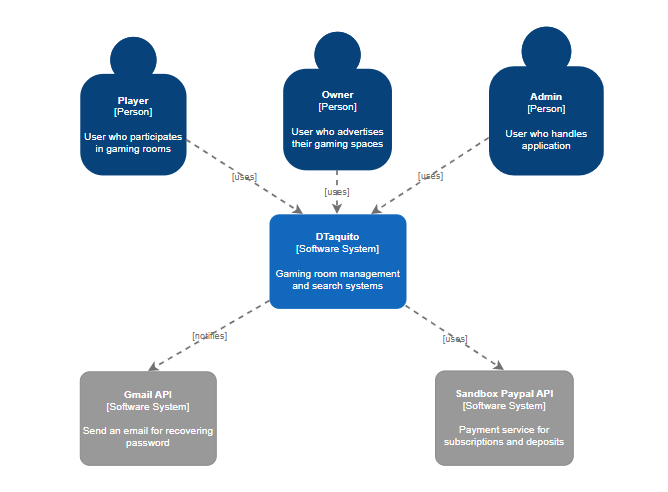 Player
[Person]
User who participates
in gaming rooms
Owner
[Person]
User who advertises
their gaming spaces
Admin
[Person]
User who handles
application
[uses]
[uses]
[uses]
DTaquito
[Software System]
Gaming room management
and search systems
[notifies]
[uses]
Gmail API
[Software System]
Send an email for recovering
password
Sandbox Paypal API
[Software System]
Payment service for
subscriptions and deposits